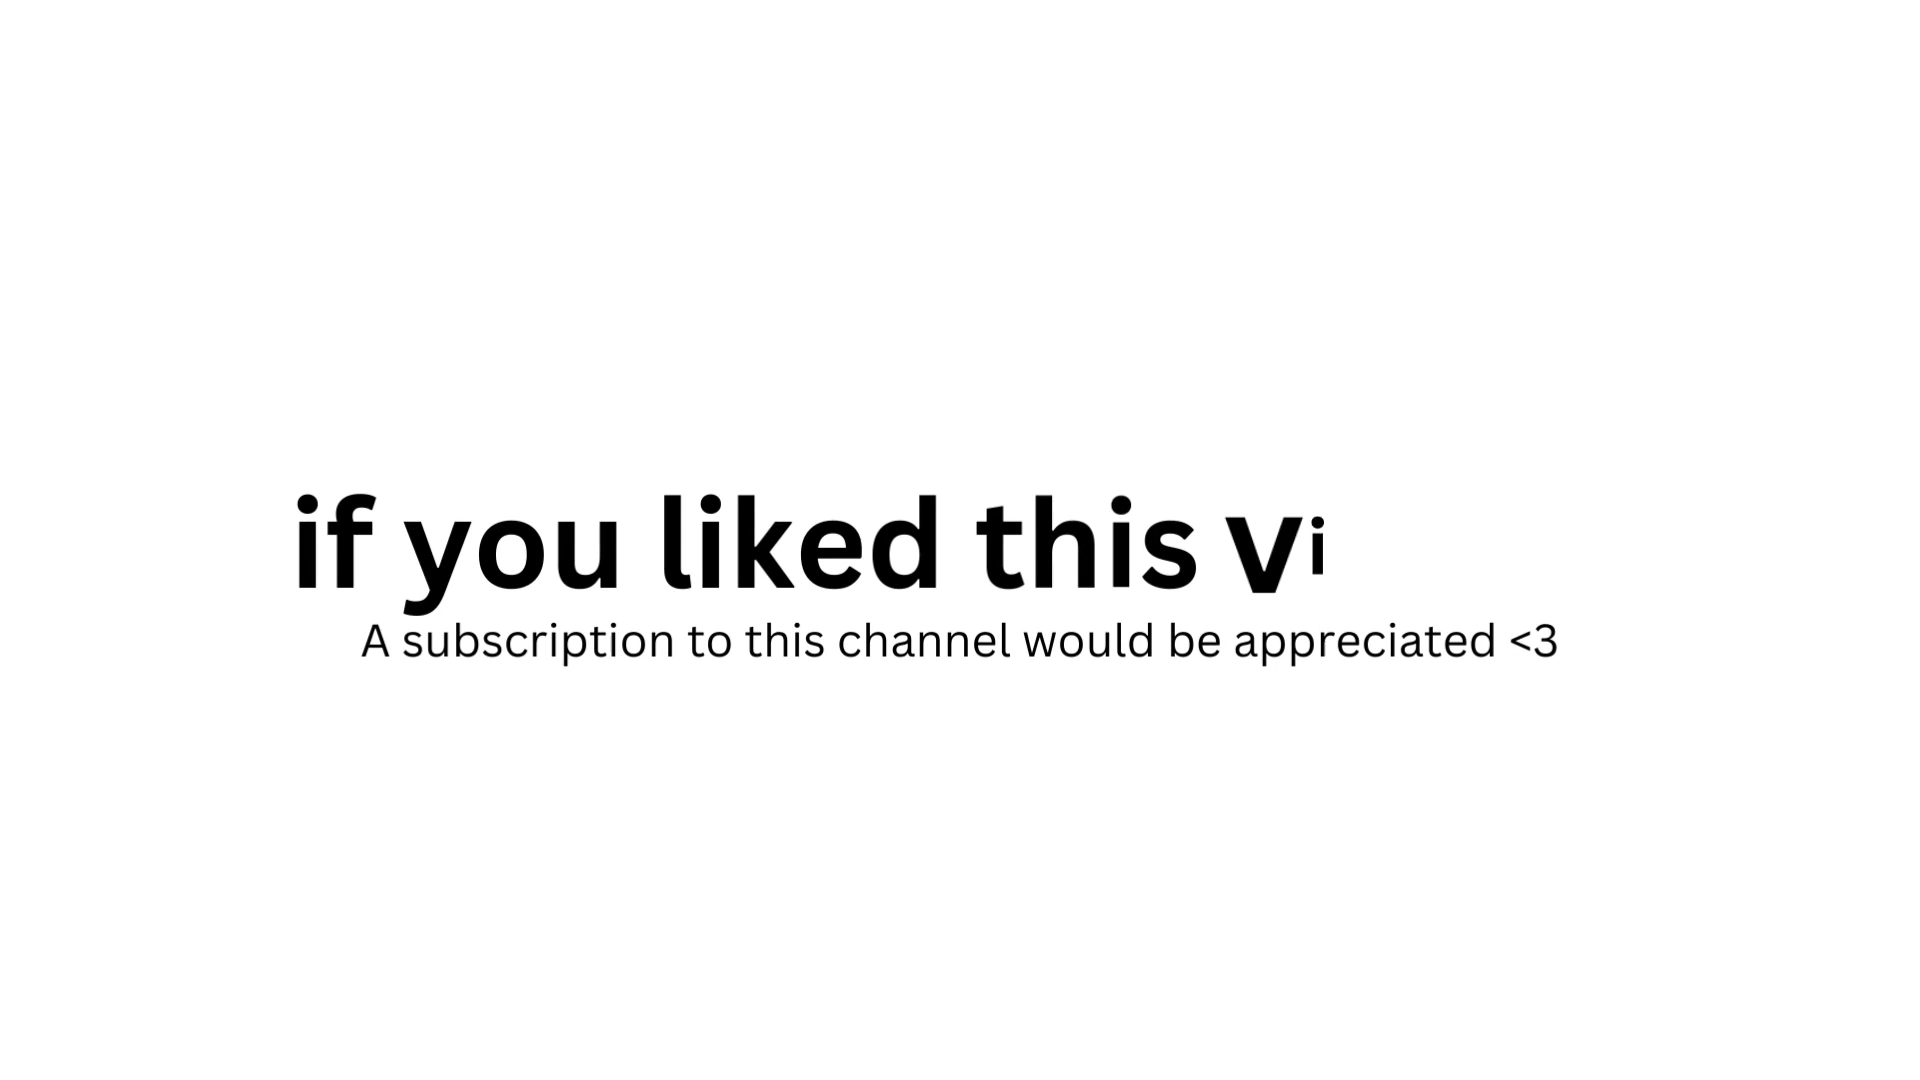 if you liked this vi
A subscription to this channel would be appreciated <3